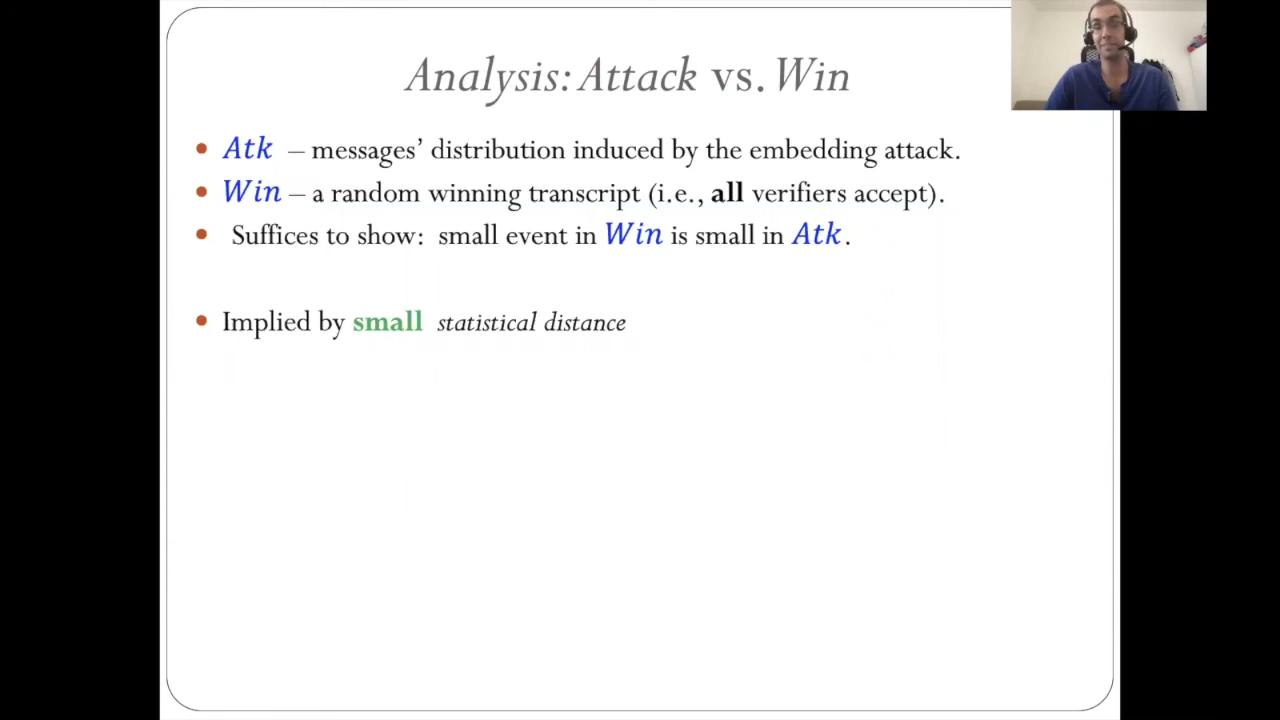 Analysis: Attack vs. Win
• Atk – messages’ distribution induced by the embedding attack.
• Win – a random winning transcript (i.e., all verifiers accept).
• Suffices to show: small event in Win is small in Atk.
• Implied by small statistical distance